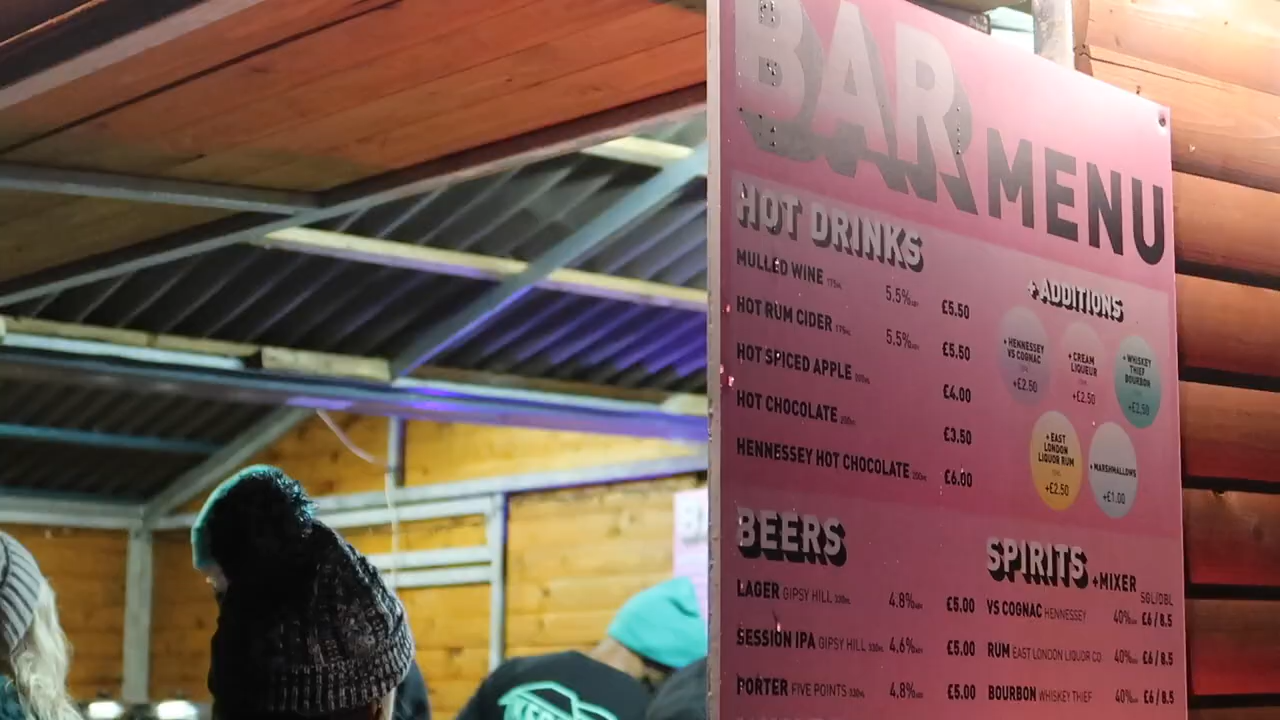 BAR MENU
HOT DRINKS
MULLED WINE 175ML 5.5%ABV £5.50
HOT RUM CIDER 175ML 5.5%ABV £5.50
HOT SPICED APPLE £4.00
HOT CHOCOLATE £3.50
HENNESSEY HOT CHOCOLATE £6.00
+ADDITIONS
+HENNESSEY
VS COGNAC
+£2.50
+CREAM
LIQUEUR
+£2.50
+WHISKEY
THIEF
BOURBON
+£2.50
+EAST
LONDON
LIQUOR RUM
+£2.50
+MARSHMALLOWS
+£1.00
BEERS
LAGER GIPSY HILL 330ML 4.8%ABV £5.00
SESSION IPA GIPSY HILL 330ML 4.6%ABV £5.00
PORTER FIVE POINTS 330ML 4.8%ABV £5.00
SPIRITS +MIXER
SGL/DBL
VS COGNAC HENNESSEY 40%ABV £6/8.5
RUM EAST LONDON LIQUOR CO 40%ABV £6/8.5
BOURBON WHISKEY THIEF 40%ABV £6/8.5